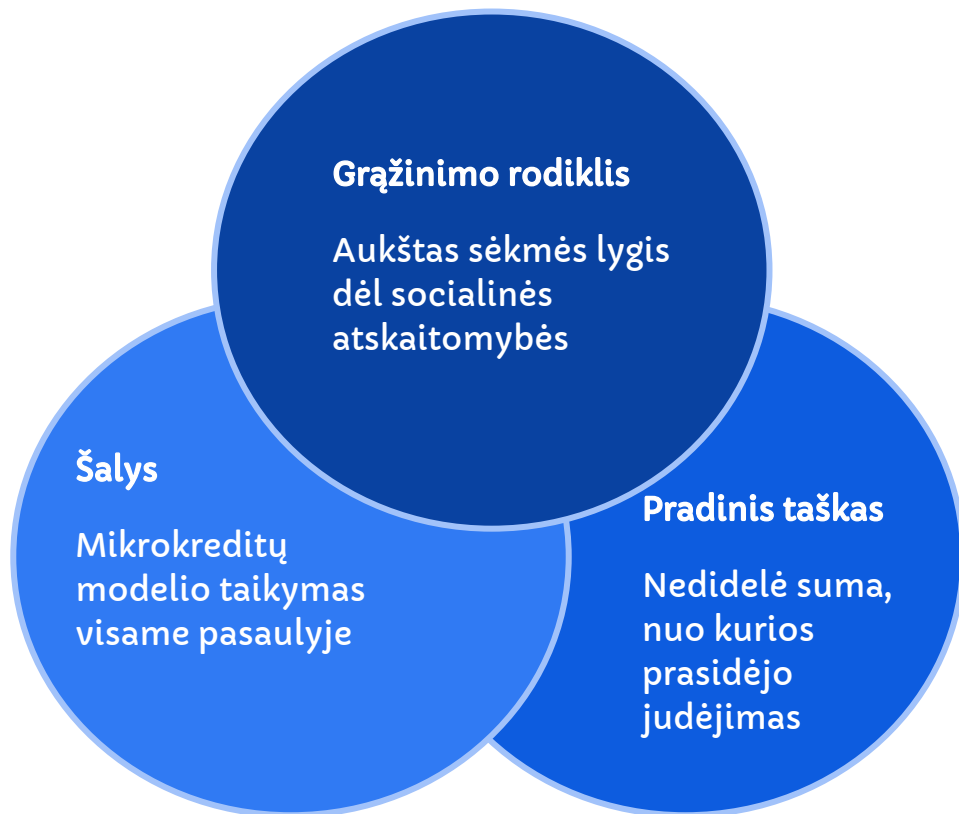 Grąžinimo rodiklis
Aukštas sėkmės lygis
dėl socialinės
atskaitomybės
Šalys
Mikrokreditų
modelio taikymas
visame pasaulyje
Pradinis taškas
Nedidelė suma,
nuo kurios
prasidėjo
judėjimas